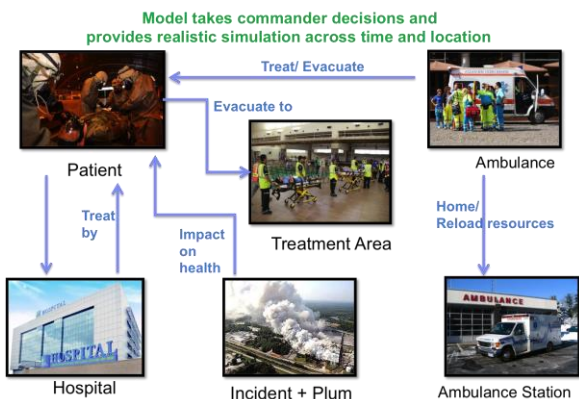 Model takes commander decisions and
provides realistic simulation across time and location
Treat/ Evacuate
Evacuate to
Patient
Ambulance
Treat
by
Impact
on
health
Treatment Area
Home/
Reload resources
HOSPITAL
HOSPITAL
AMBULANCE
Hospital
Incident + Plum
Ambulance Station